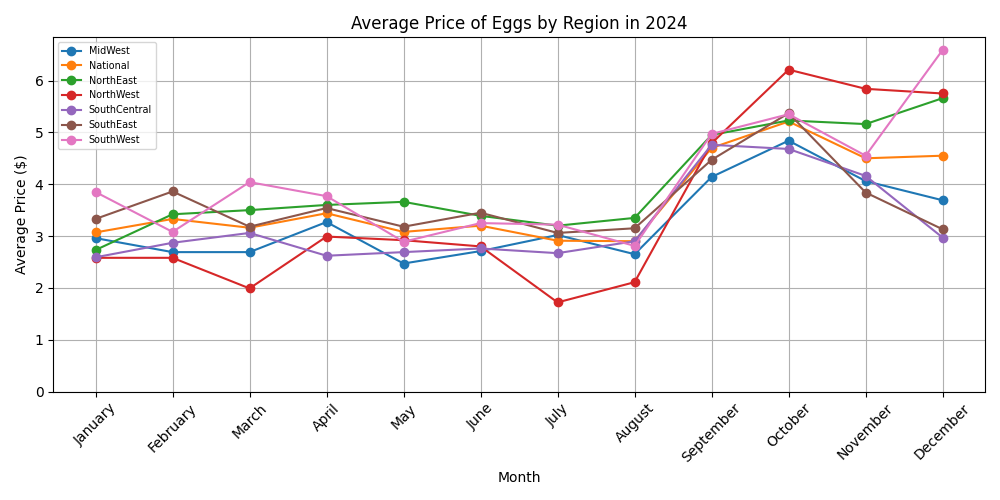 Average Price of Eggs by Region in 2024
MidWest
National
NorthEast
NorthWest
SouthCentral
SouthEast
SouthWest
Average Price ($)
6
5
4
3
2
1
0
January
February
March
April
May
June
July
August
September
October
November
December
Month